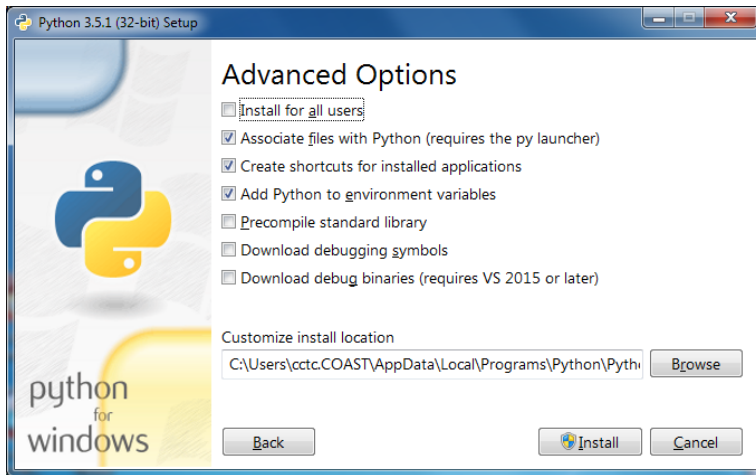 Python 3.5.1 (32-bit) Setup
Advanced Options
Install for all users
Associate files with Python (requires the py launcher)
Create shortcuts for installed applications
Add Python to environment variables
Precompile standard library
Download debugging symbols
Download debug binaries (requires VS 2015 or later)
Customize install location
C:\Users\cctc.COAST\AppData\Local\Programs\Python\Pyth
Browse
python
for
windows
Back
Install
Cancel